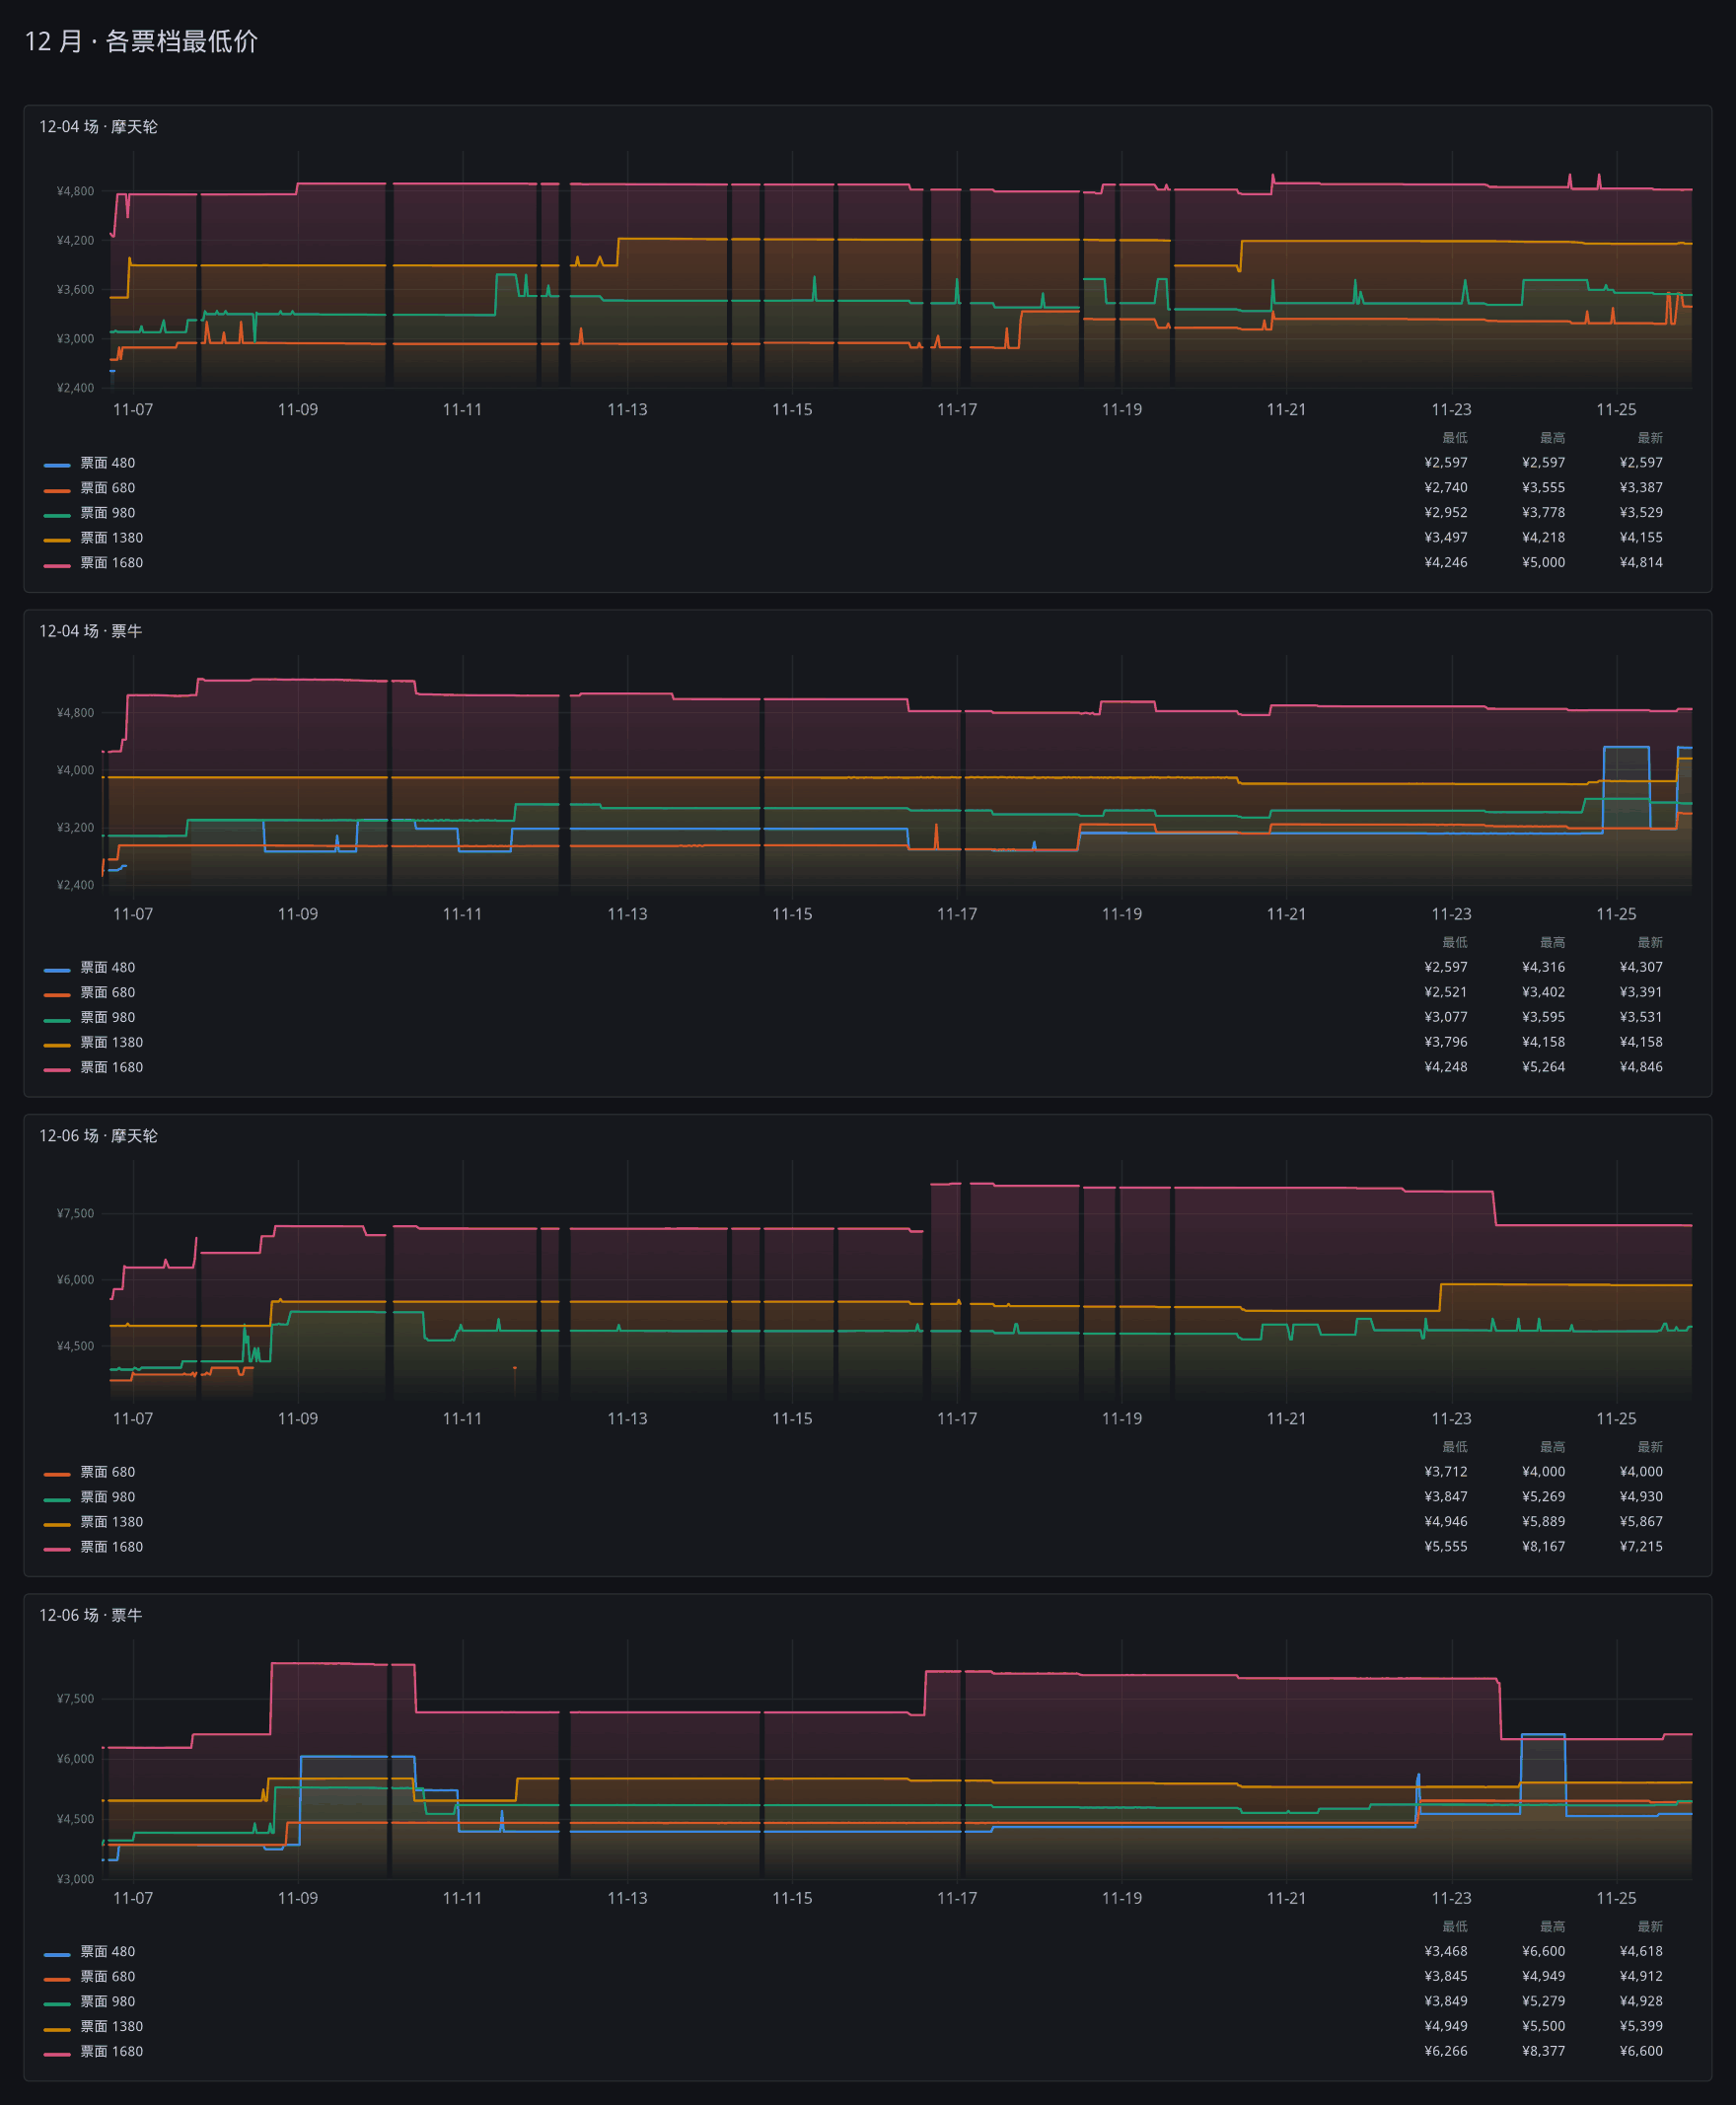 12 月 · 各票档最低价
12-04 场 · 摩天轮
¥4,800
¥4,200
¥3,600
¥3,000
¥2,400
11-07 11-09 11-11 11-13 11-15 11-17 11-19 11-21 11-23 11-25
最低 最高 最新
票面 480 ¥2,597 ¥2,597 ¥2,597
票面 680 ¥2,740 ¥3,555 ¥3,387
票面 980 ¥2,952 ¥3,778 ¥3,529
票面 1380 ¥3,497 ¥4,218 ¥4,155
票面 1680 ¥4,246 ¥5,000 ¥4,814
12-04 场 · 票牛
¥4,800
¥4,000
¥3,200
¥2,400
11-07 11-09 11-11 11-13 11-15 11-17 11-19 11-21 11-23 11-25
最低 最高 最新
票面 480 ¥2,597 ¥4,316 ¥4,307
票面 680 ¥2,521 ¥3,402 ¥3,391
票面 980 ¥3,077 ¥3,595 ¥3,531
票面 1380 ¥3,796 ¥4,158 ¥4,158
票面 1680 ¥4,248 ¥5,264 ¥4,846
12-06 场 · 摩天轮
¥7,500
¥6,000
¥4,500
11-07 11-09 11-11 11-13 11-15 11-17 11-19 11-21 11-23 11-25
最低 最高 最新
票面 680 ¥3,712 ¥4,000 ¥4,000
票面 980 ¥3,847 ¥5,269 ¥4,930
票面 1380 ¥4,946 ¥5,889 ¥5,867
票面 1680 ¥5,555 ¥8,167 ¥7,215
12-06 场 · 票牛
¥7,500
¥6,000
¥4,500
¥3,000
11-07 11-09 11-11 11-13 11-15 11-17 11-19 11-21 11-23 11-25
最低 最高 最新
票面 480 ¥3,468 ¥6,600 ¥4,618
票面 680 ¥3,845 ¥4,949 ¥4,912
票面 980 ¥3,849 ¥5,279 ¥4,928
票面 1380 ¥4,949 ¥5,500 ¥5,399
票面 1680 ¥6,266 ¥8,377 ¥6,600